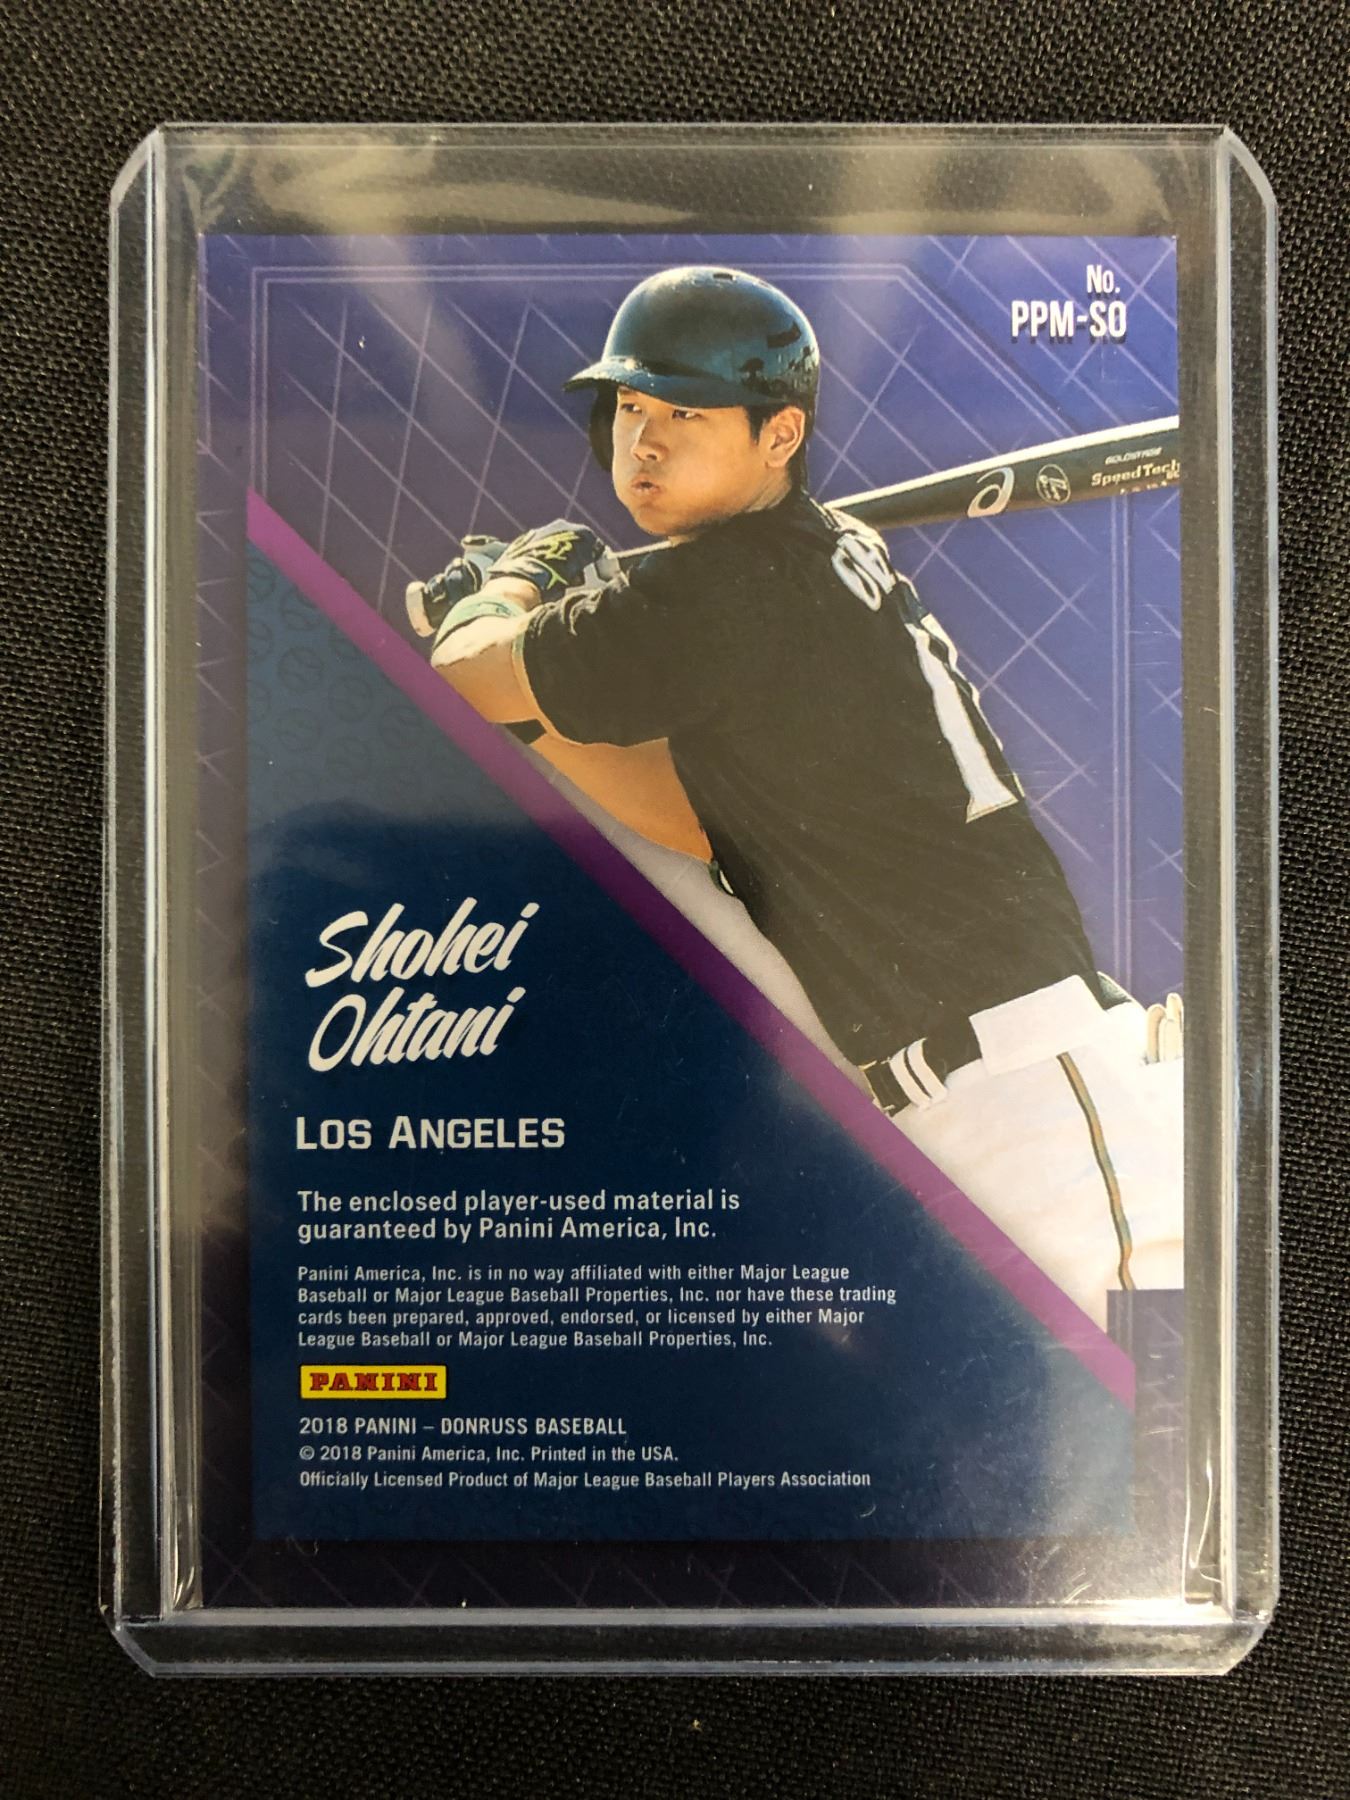 No.
PPM-SO
GOLDSTAGE
SpeedTech
Shohei
Ohtani
LOS ANGELES
The enclosed player-used material is
guaranteed by Panini America, Inc.
Panini America, Inc. is in no way affiliated with either Major League
Baseball or Major League Baseball Properties, Inc. nor have these trading
cards been prepared, approved, endorsed, or licensed by either Major
League Baseball or Major League Baseball Properties, Inc.
PANINI
2018 PANINI – DONRUSS BASEBALL
© 2018 Panini America, Inc. Printed in the USA.
Officially Licensed Product of Major League Baseball Players Association